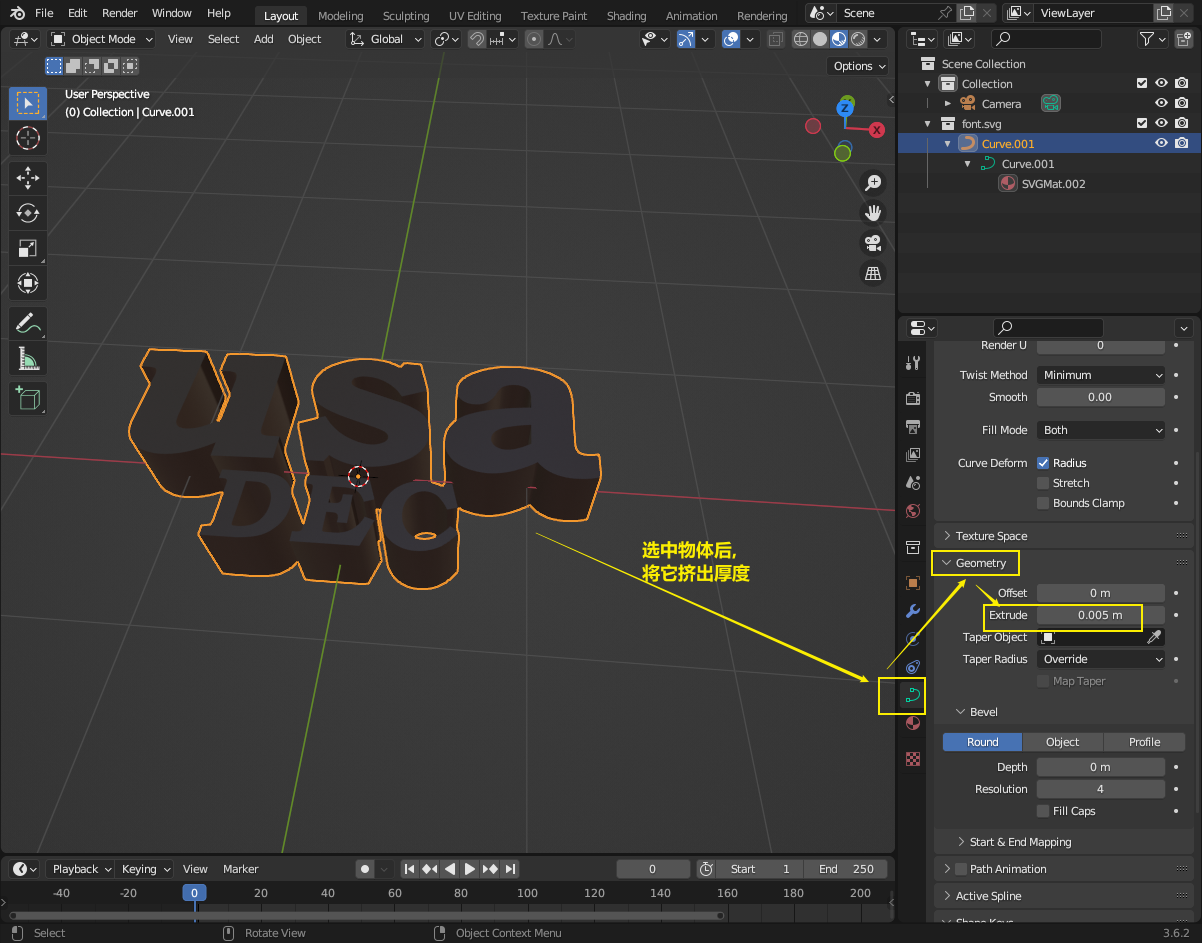 File Edit Render Window Help Layout Modeling Sculpting UV Editing Texture Paint Shading Animation Rendering Scene ViewLayer
Object Mode View Select Add Object Global
Options
User Perspective
(0) Collection | Curve.001
Z
X
usa
DEC
选中物体后,
将它挤出厚度
Scene Collection
Collection
Camera
font.svg
Curve.001
Curve.001
SVGMat.002
Render U 0
Twist Method Minimum
Smooth 0.00
Fill Mode Both
Curve Deform Radius
Stretch
Bounds Clamp
Texture Space
Geometry
Offset 0 m
Extrude 0.005 m
Taper Object
Taper Radius Override
Map Taper
Bevel
Round Object Profile
Depth 0 m
Resolution 4
Fill Caps
Start & End Mapping
Path Animation
Active Spline
Shape Keys
Playback Keying View Marker 0 Start 1 End 250
-40 -20 0 20 40 60 80 100 120 140 160 180 200
Select Rotate View Object Context Menu 3.6.2